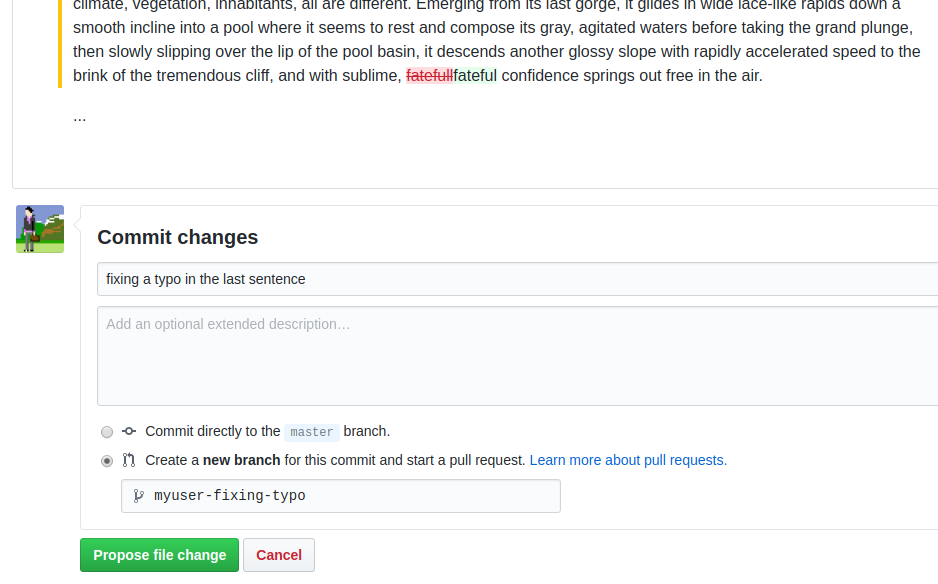 climate, vegetation, inhabitants, all are different. Emerging from its last gorge, it glides in wide lace-like rapids down a
smooth incline into a pool where it seems to rest and compose its gray, agitated waters before taking the grand plunge,
then slowly slipping over the lip of the pool basin, it descends another glossy slope with rapidly accelerated speed to the
brink of the tremendous cliff, and with sublime, fatefullfateful confidence springs out free in the air.
...
Commit changes
fixing a typo in the last sentence
Add an optional extended description…
Commit directly to the master branch.
Create a new branch for this commit and start a pull request. Learn more about pull requests.
myuser-fixing-typo
Propose file change Cancel